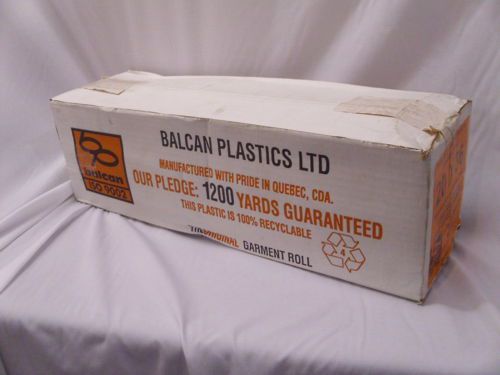 balcan
ISO 9002
BALCAN PLASTICS LTD
MANUFACTURED WITH PRIDE IN QUEBEC, CDA.
OUR PLEDGE: 1200 YARDS GUARANTEED
THIS PLASTIC IS 100% RECYCLABLE
GARMENT ROLL
4